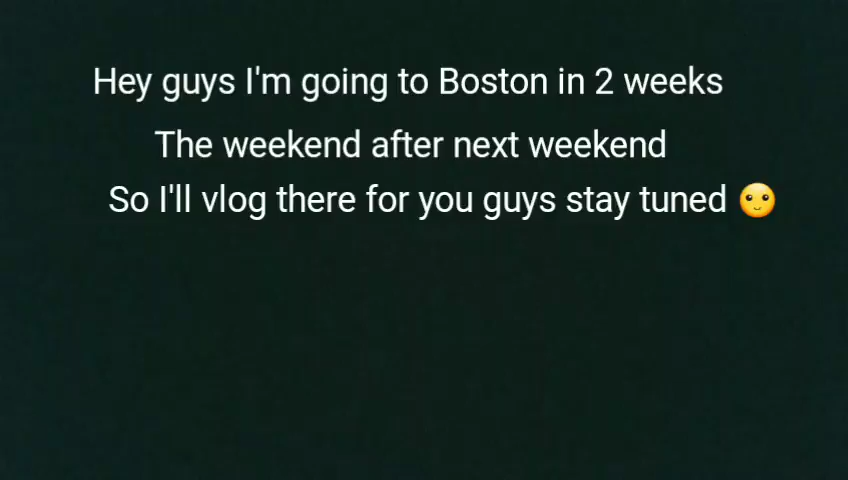 Hey guys I'm going to Boston in 2 weeks
The weekend after next weekend
So I'll vlog there for you guys stay tuned 🙂